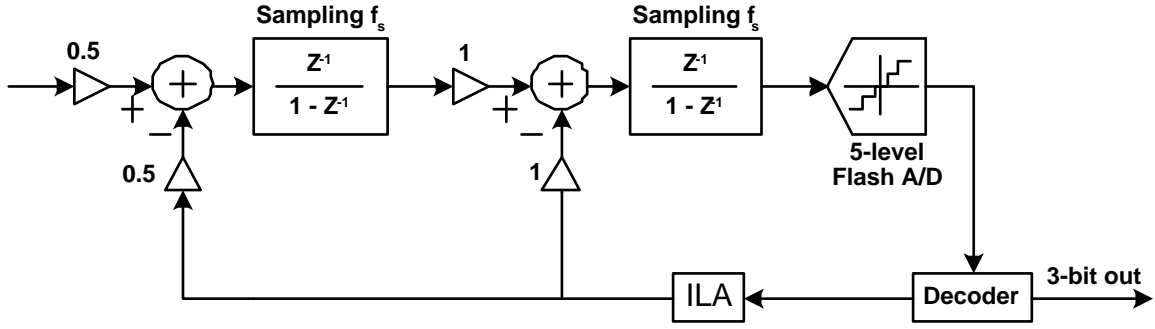 Sampling fs
Sampling fs
0.5
Z-1
1 - Z-1
1
Z-1
1 - Z-1
+
+
+
+
−
−
0.5
1
5-level
Flash A/D
ILA
Decoder
3-bit out